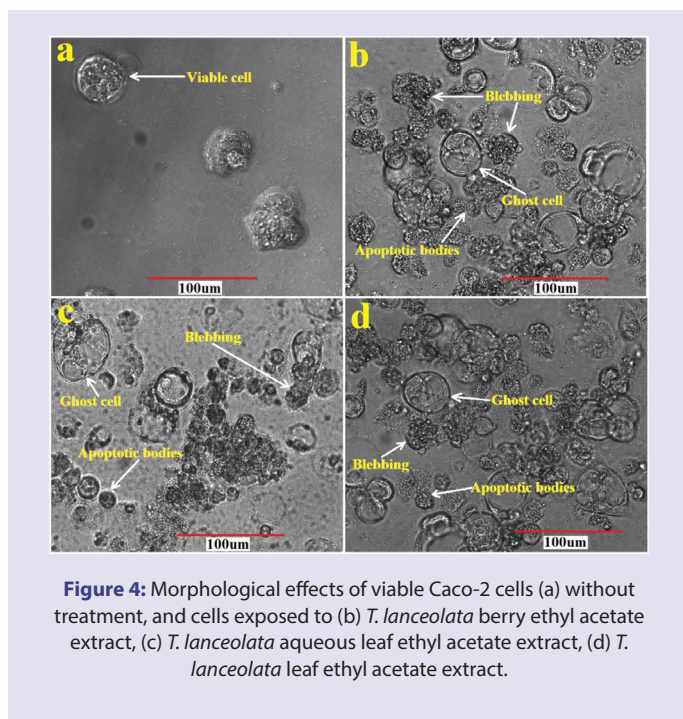 a
Viable cell
100um
b
Blebbing
Ghost cell
Apoptotic bodies
100um
c
Blebbing
Ghost cell
Apoptotic bodies
100um
d
Ghost cell
Blebbing
Apoptotic bodies
100um
Figure 4: Morphological effects of viable Caco-2 cells (a) without
treatment, and cells exposed to (b) T. lanceolata berry ethyl acetate
extract, (c) T. lanceolata aqueous leaf ethyl acetate extract, (d) T.
lanceolata leaf ethyl acetate extract.